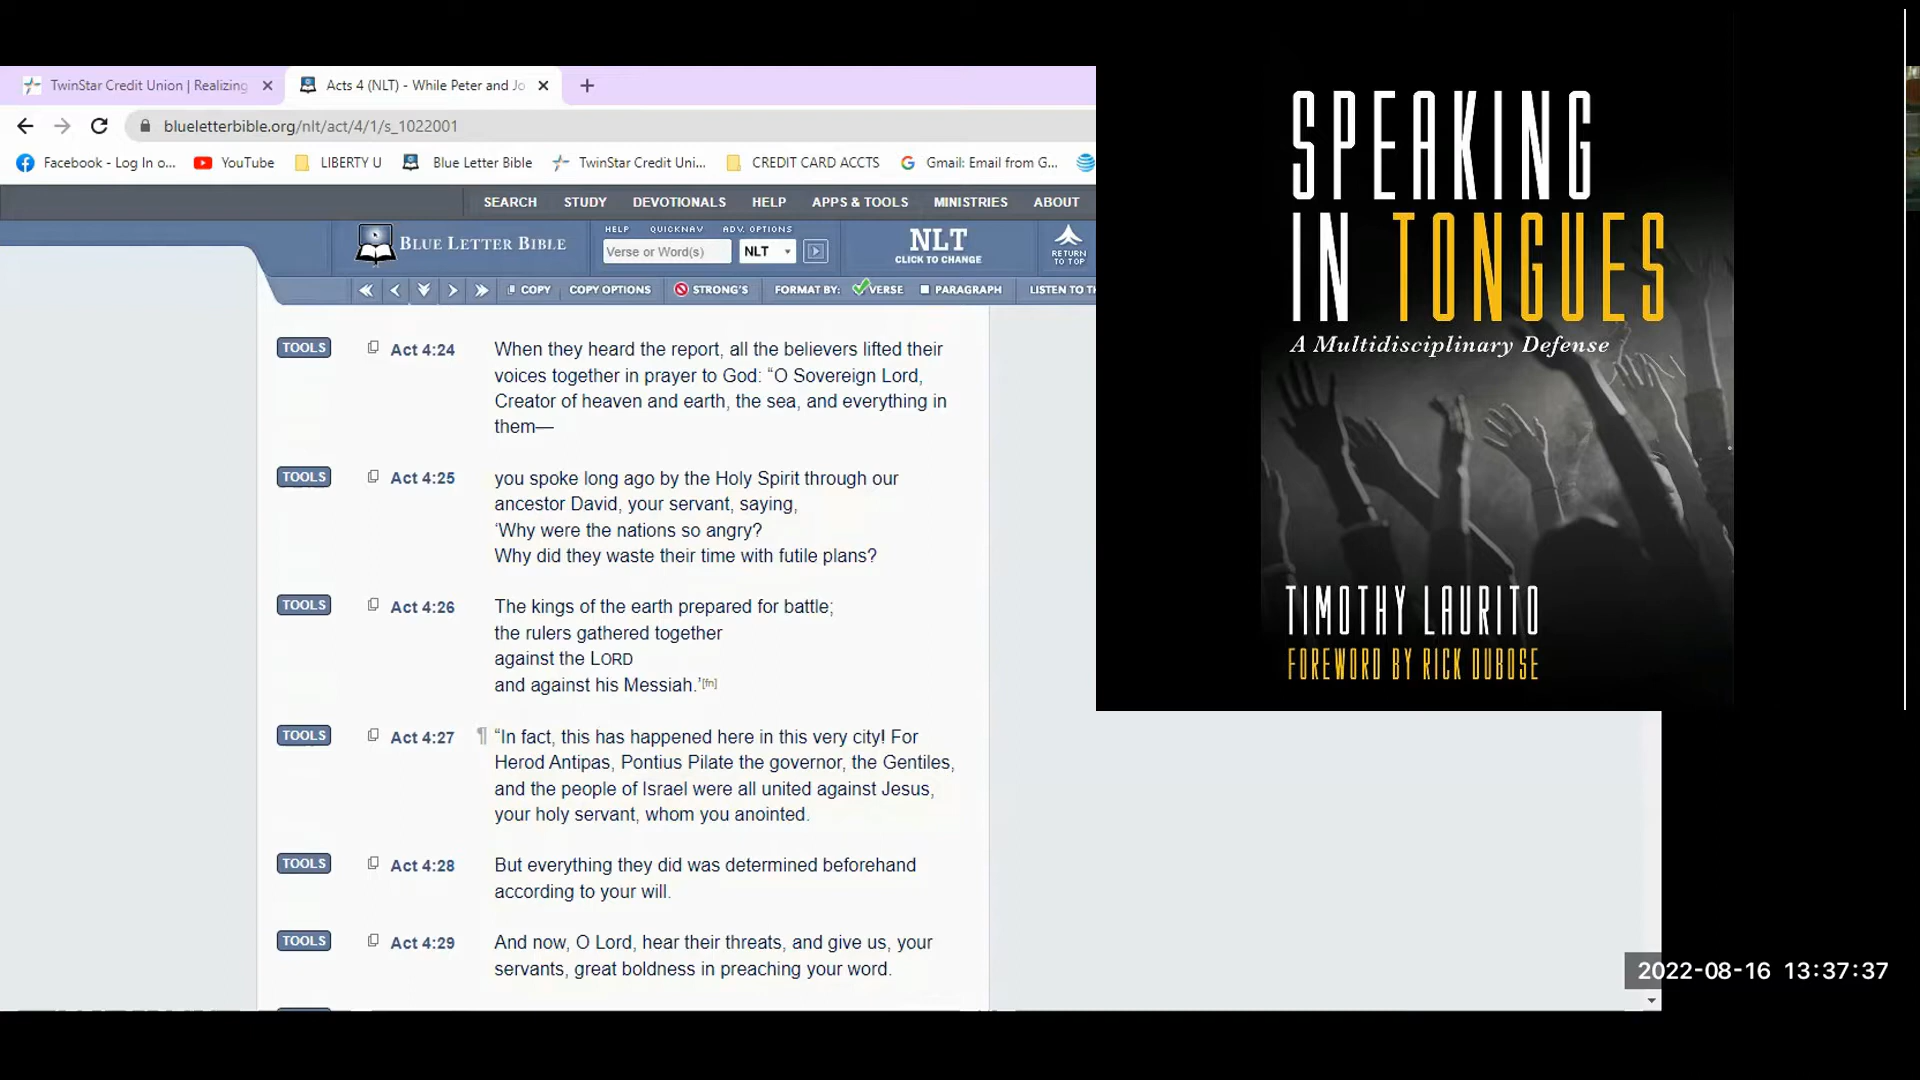 TwinStar Credit Union | Realizing
Acts 4 (NLT) - While Peter and Jo
blueletterbible.org/nlt/act/4/1/s_1022001
Facebook - Log In o...
YouTube
LIBERTY U
Blue Letter Bible
TwinStar Credit Uni...
CREDIT CARD ACCTS
Gmail: Email from G...
SEARCH STUDY DEVOTIONALS HELP APPS & TOOLS MINISTRIES ABOUT
BLUE LETTER BIBLE
HELP QUICKNAV ADV. OPTIONS
Verse or Word(s)
NLT
NLT
CLICK TO CHANGE
RETURN
TO TOP
COPY COPY OPTIONS STRONG'S FORMAT BY: VERSE PARAGRAPH LISTEN TO TH
TOOLS Act 4:24 When they heard the report, all the believers lifted their
voices together in prayer to God: “O Sovereign Lord,
Creator of heaven and earth, the sea, and everything in
them—
TOOLS Act 4:25 you spoke long ago by the Holy Spirit through our
ancestor David, your servant, saying,
‘Why were the nations so angry?
Why did they waste their time with futile plans?
TOOLS Act 4:26 The kings of the earth prepared for battle;
the rulers gathered together
against the LORD
and against his Messiah.’[fn]
TOOLS Act 4:27 ¶ “In fact, this has happened here in this very city! For
Herod Antipas, Pontius Pilate the governor, the Gentiles,
and the people of Israel were all united against Jesus,
your holy servant, whom you anointed.
TOOLS Act 4:28 But everything they did was determined beforehand
according to your will.
TOOLS Act 4:29 And now, O Lord, hear their threats, and give us, your
servants, great boldness in preaching your word.
SPEAKING
IN TONGUES
A Multidisciplinary Defense
TIMOTHY LAURITO
FOREWORD BY RICK DUBOSE
2022-08-16 13:37:37